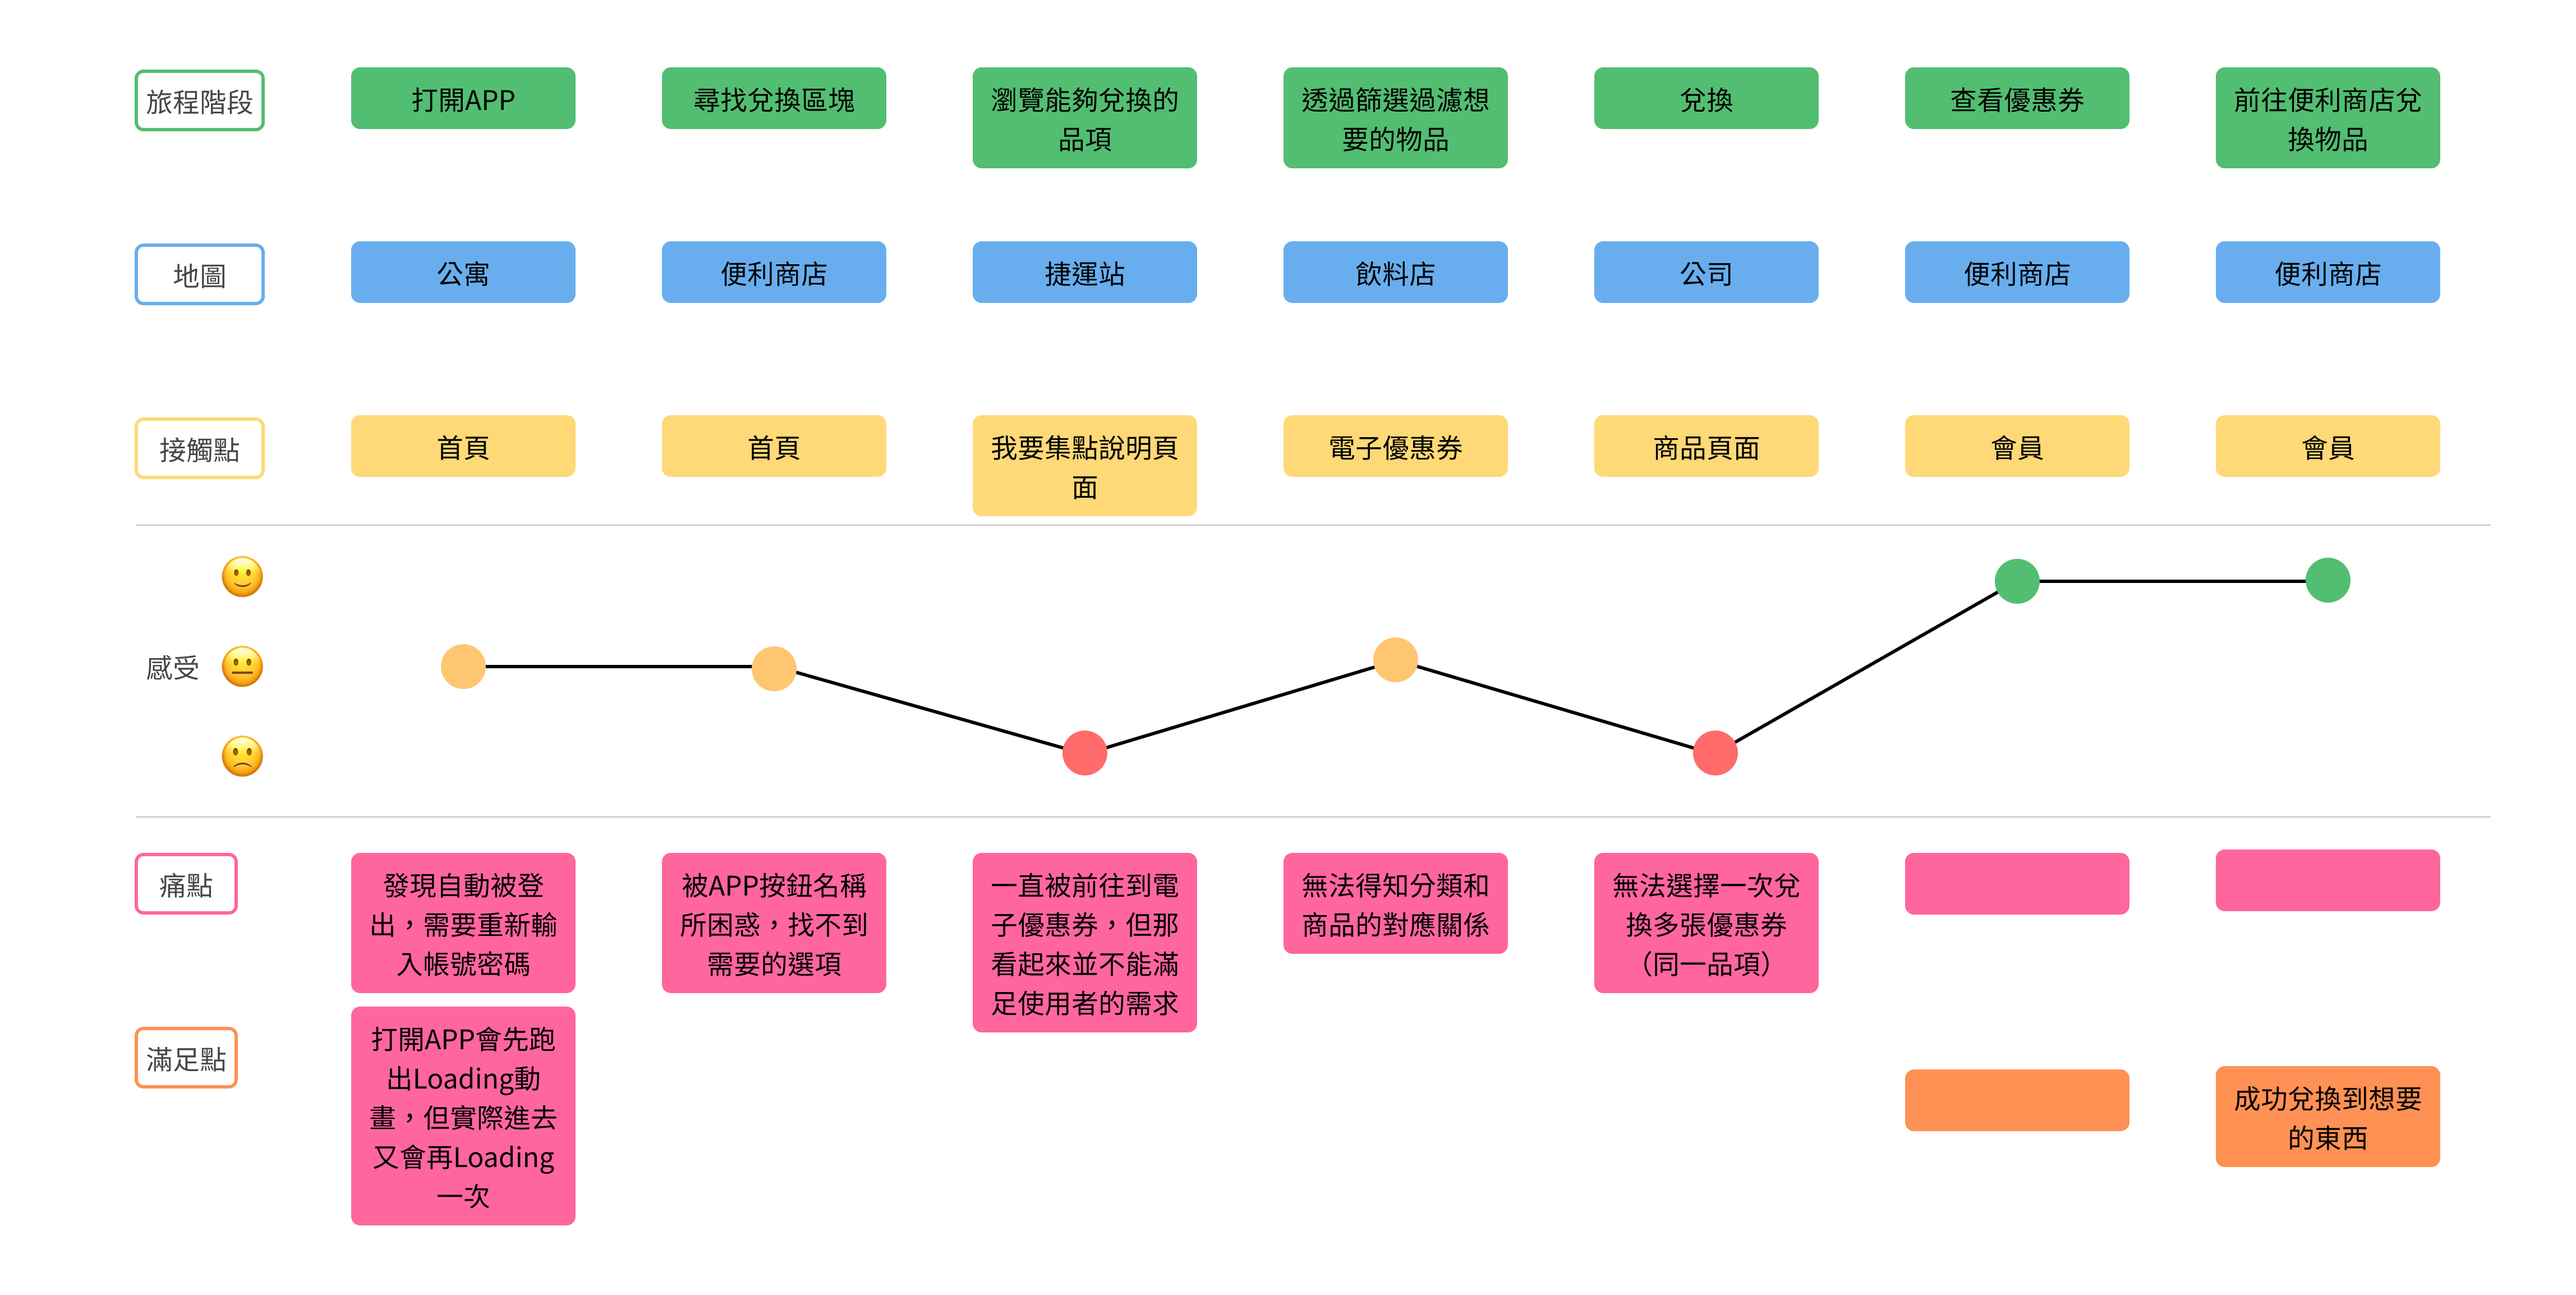 旅程階段
打開APP
尋找兌換區塊
瀏覽能夠兌換的
品項
透過篩選過濾想
要的物品
兌換
查看優惠券
前往便利商店兌
換物品
地圖
公寓
便利商店
捷運站
飲料店
公司
便利商店
便利商店
接觸點
首頁
首頁
我要集點說明頁
面
電子優惠券
商品頁面
會員
會員
感受
痛點
發現自動被登
出，需要重新輸
入帳號密碼
打開APP會先跑
出Loading動
畫，但實際進去
又會再Loading
一次
被APP按鈕名稱
所困惑，找不到
需要的選項
一直被前往到電
子優惠券，但那
看起來並不能滿
足使用者的需求
無法得知分類和
商品的對應關係
無法選擇一次兌
換多張優惠券
（同一品項）
滿足點
成功兌換到想要
的東西